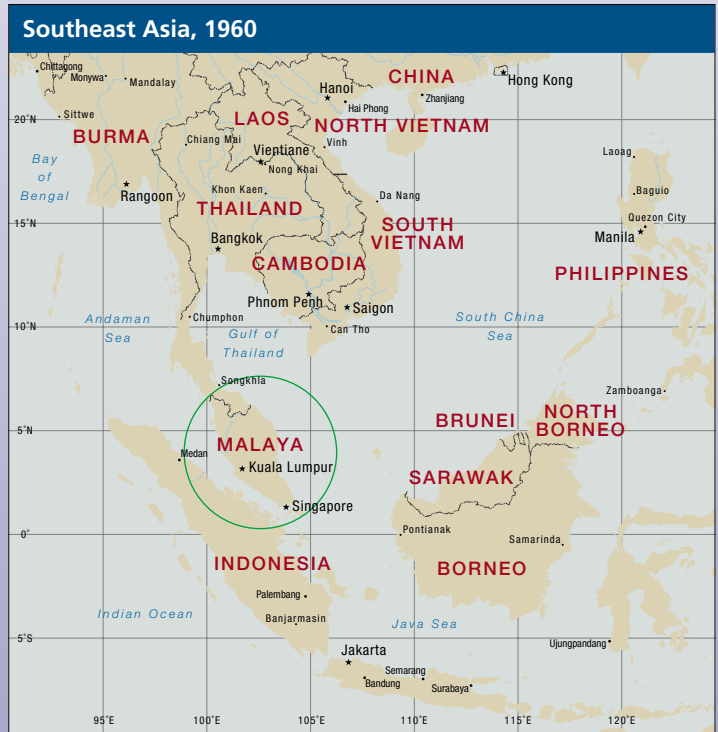 Southeast Asia, 1960
Chittagong
Monywa
Mandalay
Hanoi
CHINA
Hong Kong
Hai Phong
Zhanjiang
20°N
Sittwe
BURMA
LAOS
NORTH VIETNAM
Chiang Mai
Vinh
Laoag
Bay
of
Bengal
Vientiane
Nong Khai
Rangoon
Khon Kaen
Da Nang
Baguio
THAILAND
Quezon City
15°N
SOUTH
VIETNAM
Bangkok
Manila
CAMBODIA
PHILIPPINES
Phnom Penh
Saigon
Andaman
Sea
Chumphon
South China
Sea
10°N
Gulf of
Thailand
Can Tho
Songkhla
Zamboanga
BRUNEI
NORTH
BORNEO
5°N
MALAYA
Medan
Kuala Lumpur
SARAWAK
Singapore
0°
Pontianak
Samarinda
INDONESIA
BORNEO
Palembang
Indian Ocean
Banjarmasin
Java Sea
5°S
Ujungpandang
Jakarta
Semarang
Bandung
Surabaya
95°E
100°E
105°E
110°E
115°E
120°E